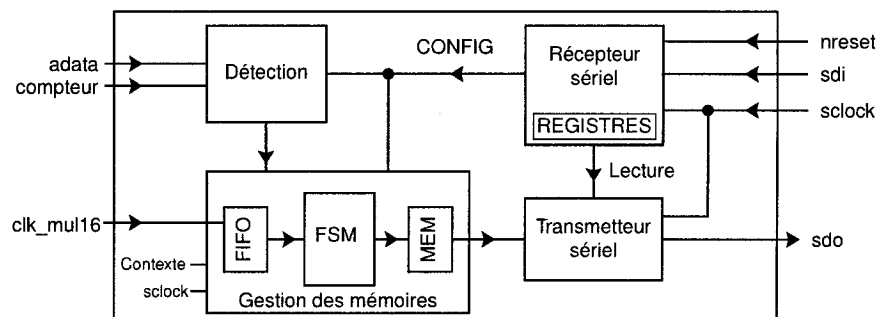 adata
compteur
Détection
CONFIG
Récepteur
sériel
REGISTRES
nreset
sdi
sclock
Lecture
clk_mul16
FIFO
FSM
MEM
Transmetteur
sériel
sdo
Contexte
sclock
Gestion des mémoires